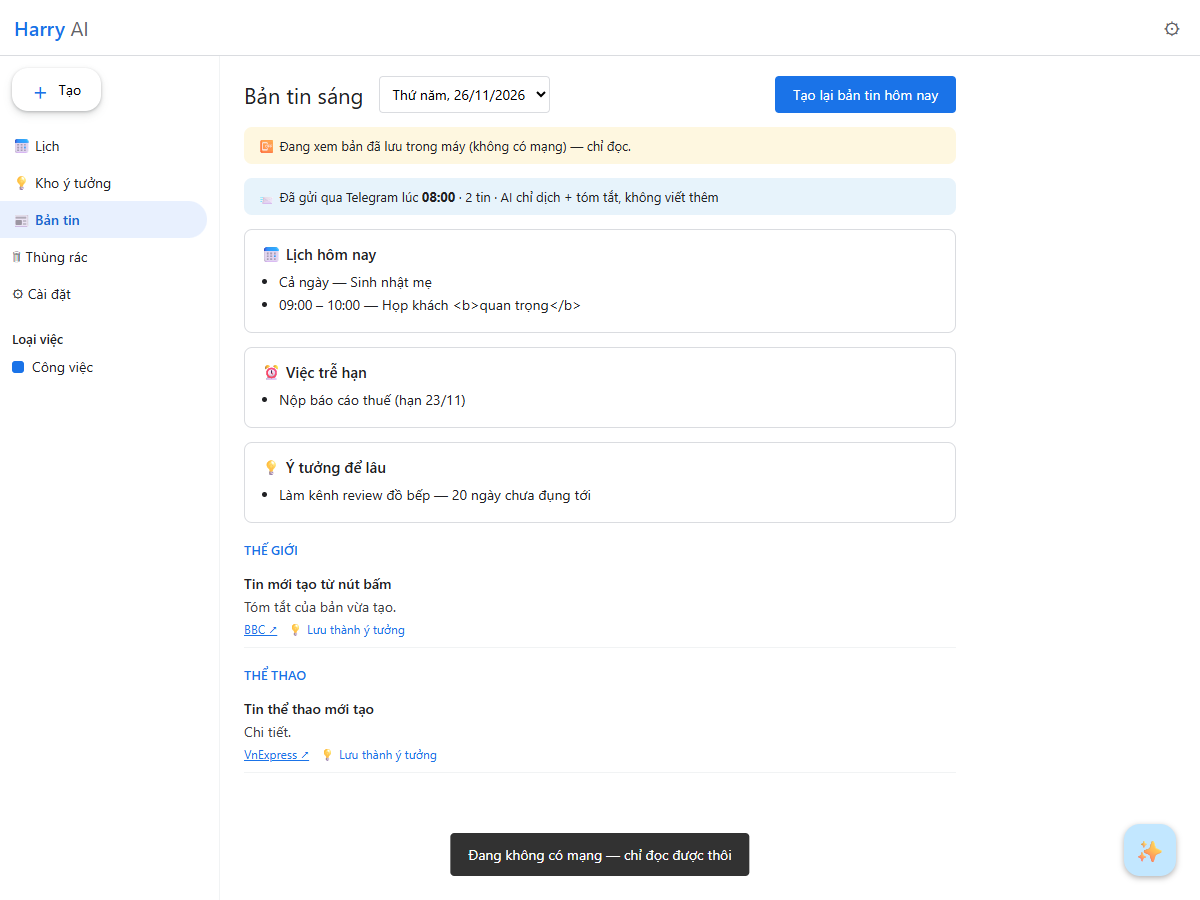 Harry AI
+ Tạo
Lịch
Kho ý tưởng
Bản tin
Thùng rác
Cài đặt
Loại việc
Công việc
Bản tin sáng
Thứ năm, 26/11/2026
Tạo lại bản tin hôm nay
Đang xem bản đã lưu trong máy (không có mạng) — chỉ đọc.
Đã gửi qua Telegram lúc 08:00 · 2 tin · AI chỉ dịch + tóm tắt, không viết thêm
Lịch hôm nay
• Cả ngày — Sinh nhật mẹ
• 09:00 – 10:00 — Họp khách <b>quan trọng</b>
Việc trễ hạn
• Nộp báo cáo thuế (hạn 23/11)
Ý tưởng để lâu
• Làm kênh review đồ bếp — 20 ngày chưa đụng tới
THẾ GIỚI
Tin mới tạo từ nút bấm
Tóm tắt của bản vừa tạo.
BBC ↗ Lưu thành ý tưởng
THỂ THAO
Tin thể thao mới tạo
Chi tiết.
VnExpress ↗ Lưu thành ý tưởng
Đang không có mạng — chỉ đọc được thôi